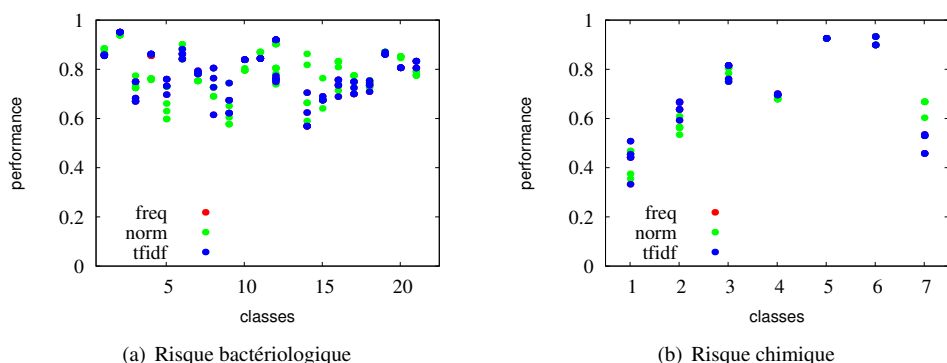 1
0.8
0.6
0.4
0.2
0
performance
freq
norm
tfidf
5
10
15
20
classes
(a) Risque bactériologique
1
0.8
0.6
0.4
0.2
0
performance
freq
norm
tfidf
1
2
3
4
5
6
7
classes
(b) Risque chimique